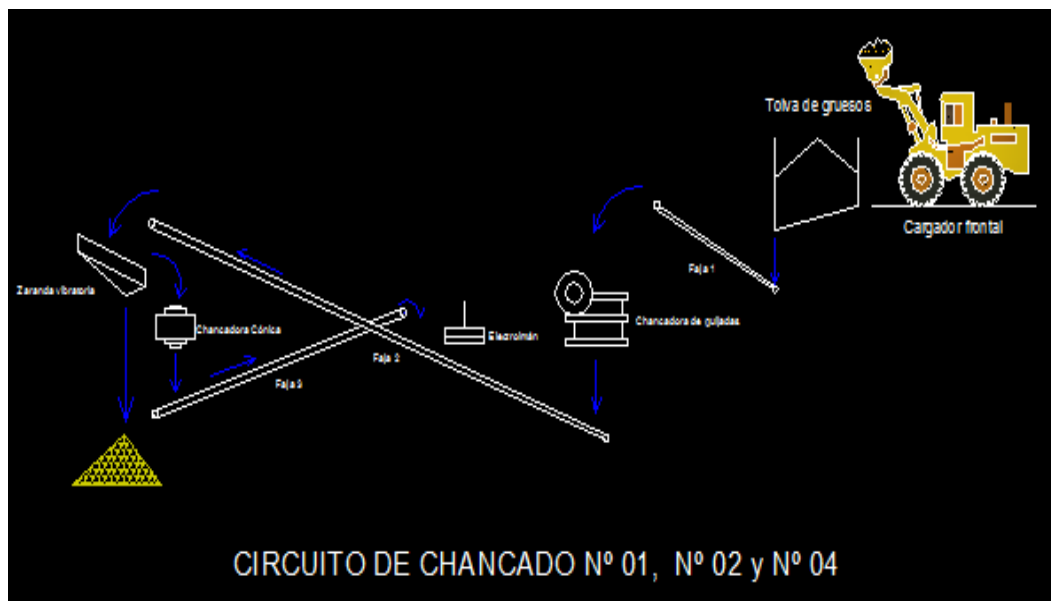 Tolva de gruesos
Cargador frontal
Faja 1
Zaranda vibratoria
Chancadora Cónica
Electroimán
Chancadora de quijadas
Faja 2
Faja 3
CIRCUITO DE CHANCADO Nº 01, Nº 02 y Nº 04